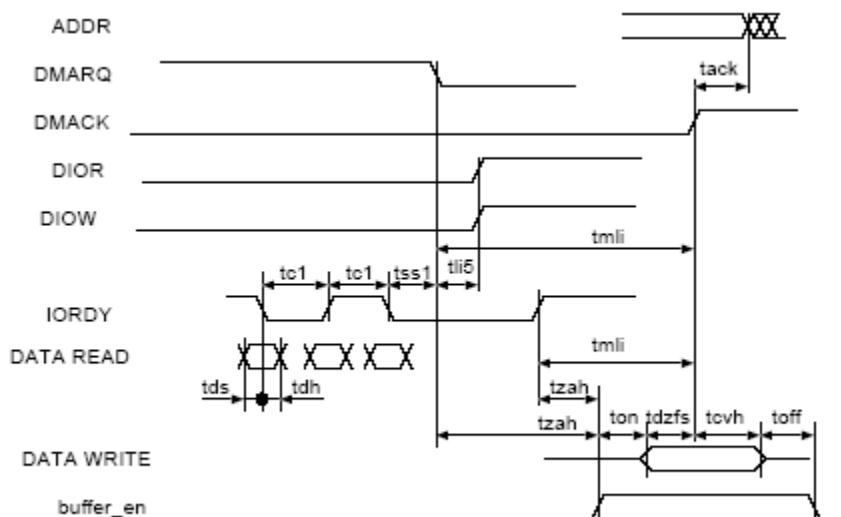 ADDR
DMARQ
tack
DMACK
DIOR
DIOW
tmli
tc1 tc1 tss1 tli5
IORDY
DATA READ
tmli
tds tdh
tzah
tzah ton tdzfs tcvh toff
DATA WRITE
buffer_en